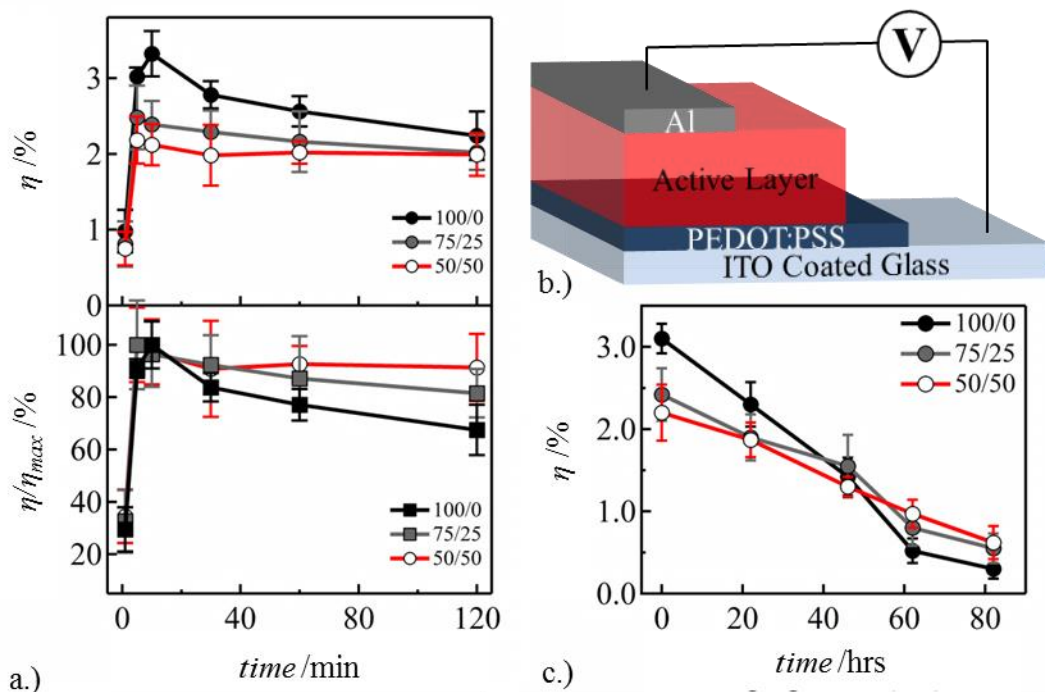 η /%
3
2
1
0
100/0
75/25
50/50
η/ηmax /%
100
80
60
40
20
100/0
75/25
50/50
0 40 80 120
time /min
a.)
V
Al
Active Layer
PEDOT:PSS
ITO Coated Glass
b.)
η /%
3.0
2.0
1.0
0.0
100/0
75/25
50/50
0 20 40 60 80
time /hrs
c.)